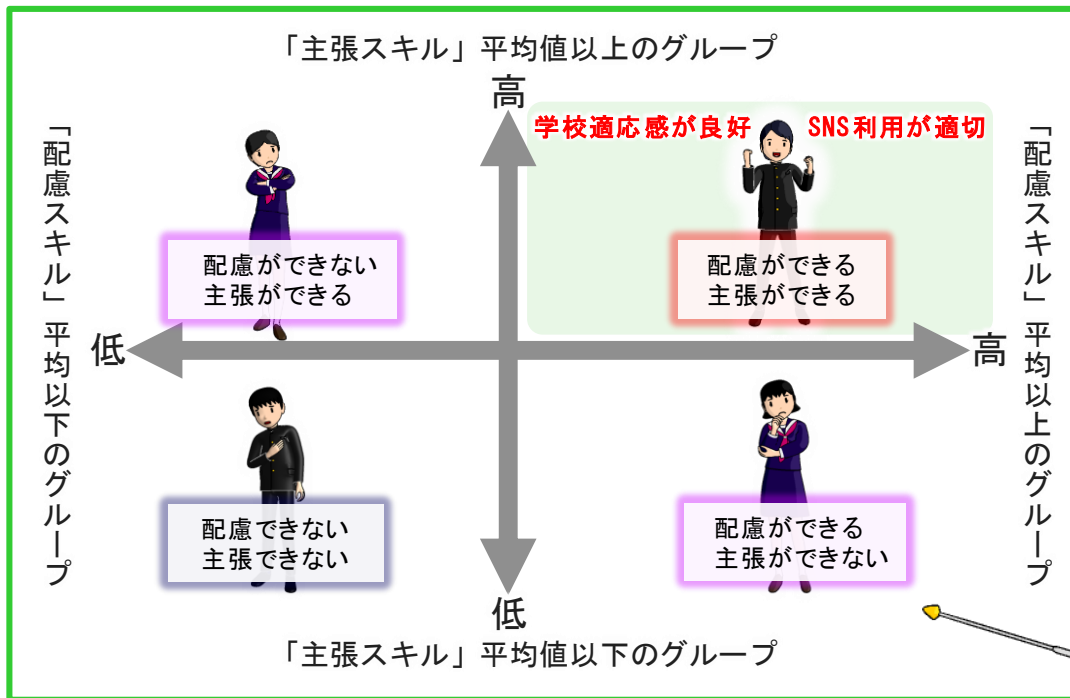 「主張スキル」平均値以上のグループ
高
学校適応感が良好
SNS利用が適切
「配慮スキル」平均以下のグループ
配慮ができない
主張ができる
配慮ができる
主張ができる
「配慮スキル」平均以上のグループ
低
高
配慮できない
主張できない
配慮ができる
主張ができない
低
「主張スキル」平均値以下のグループ